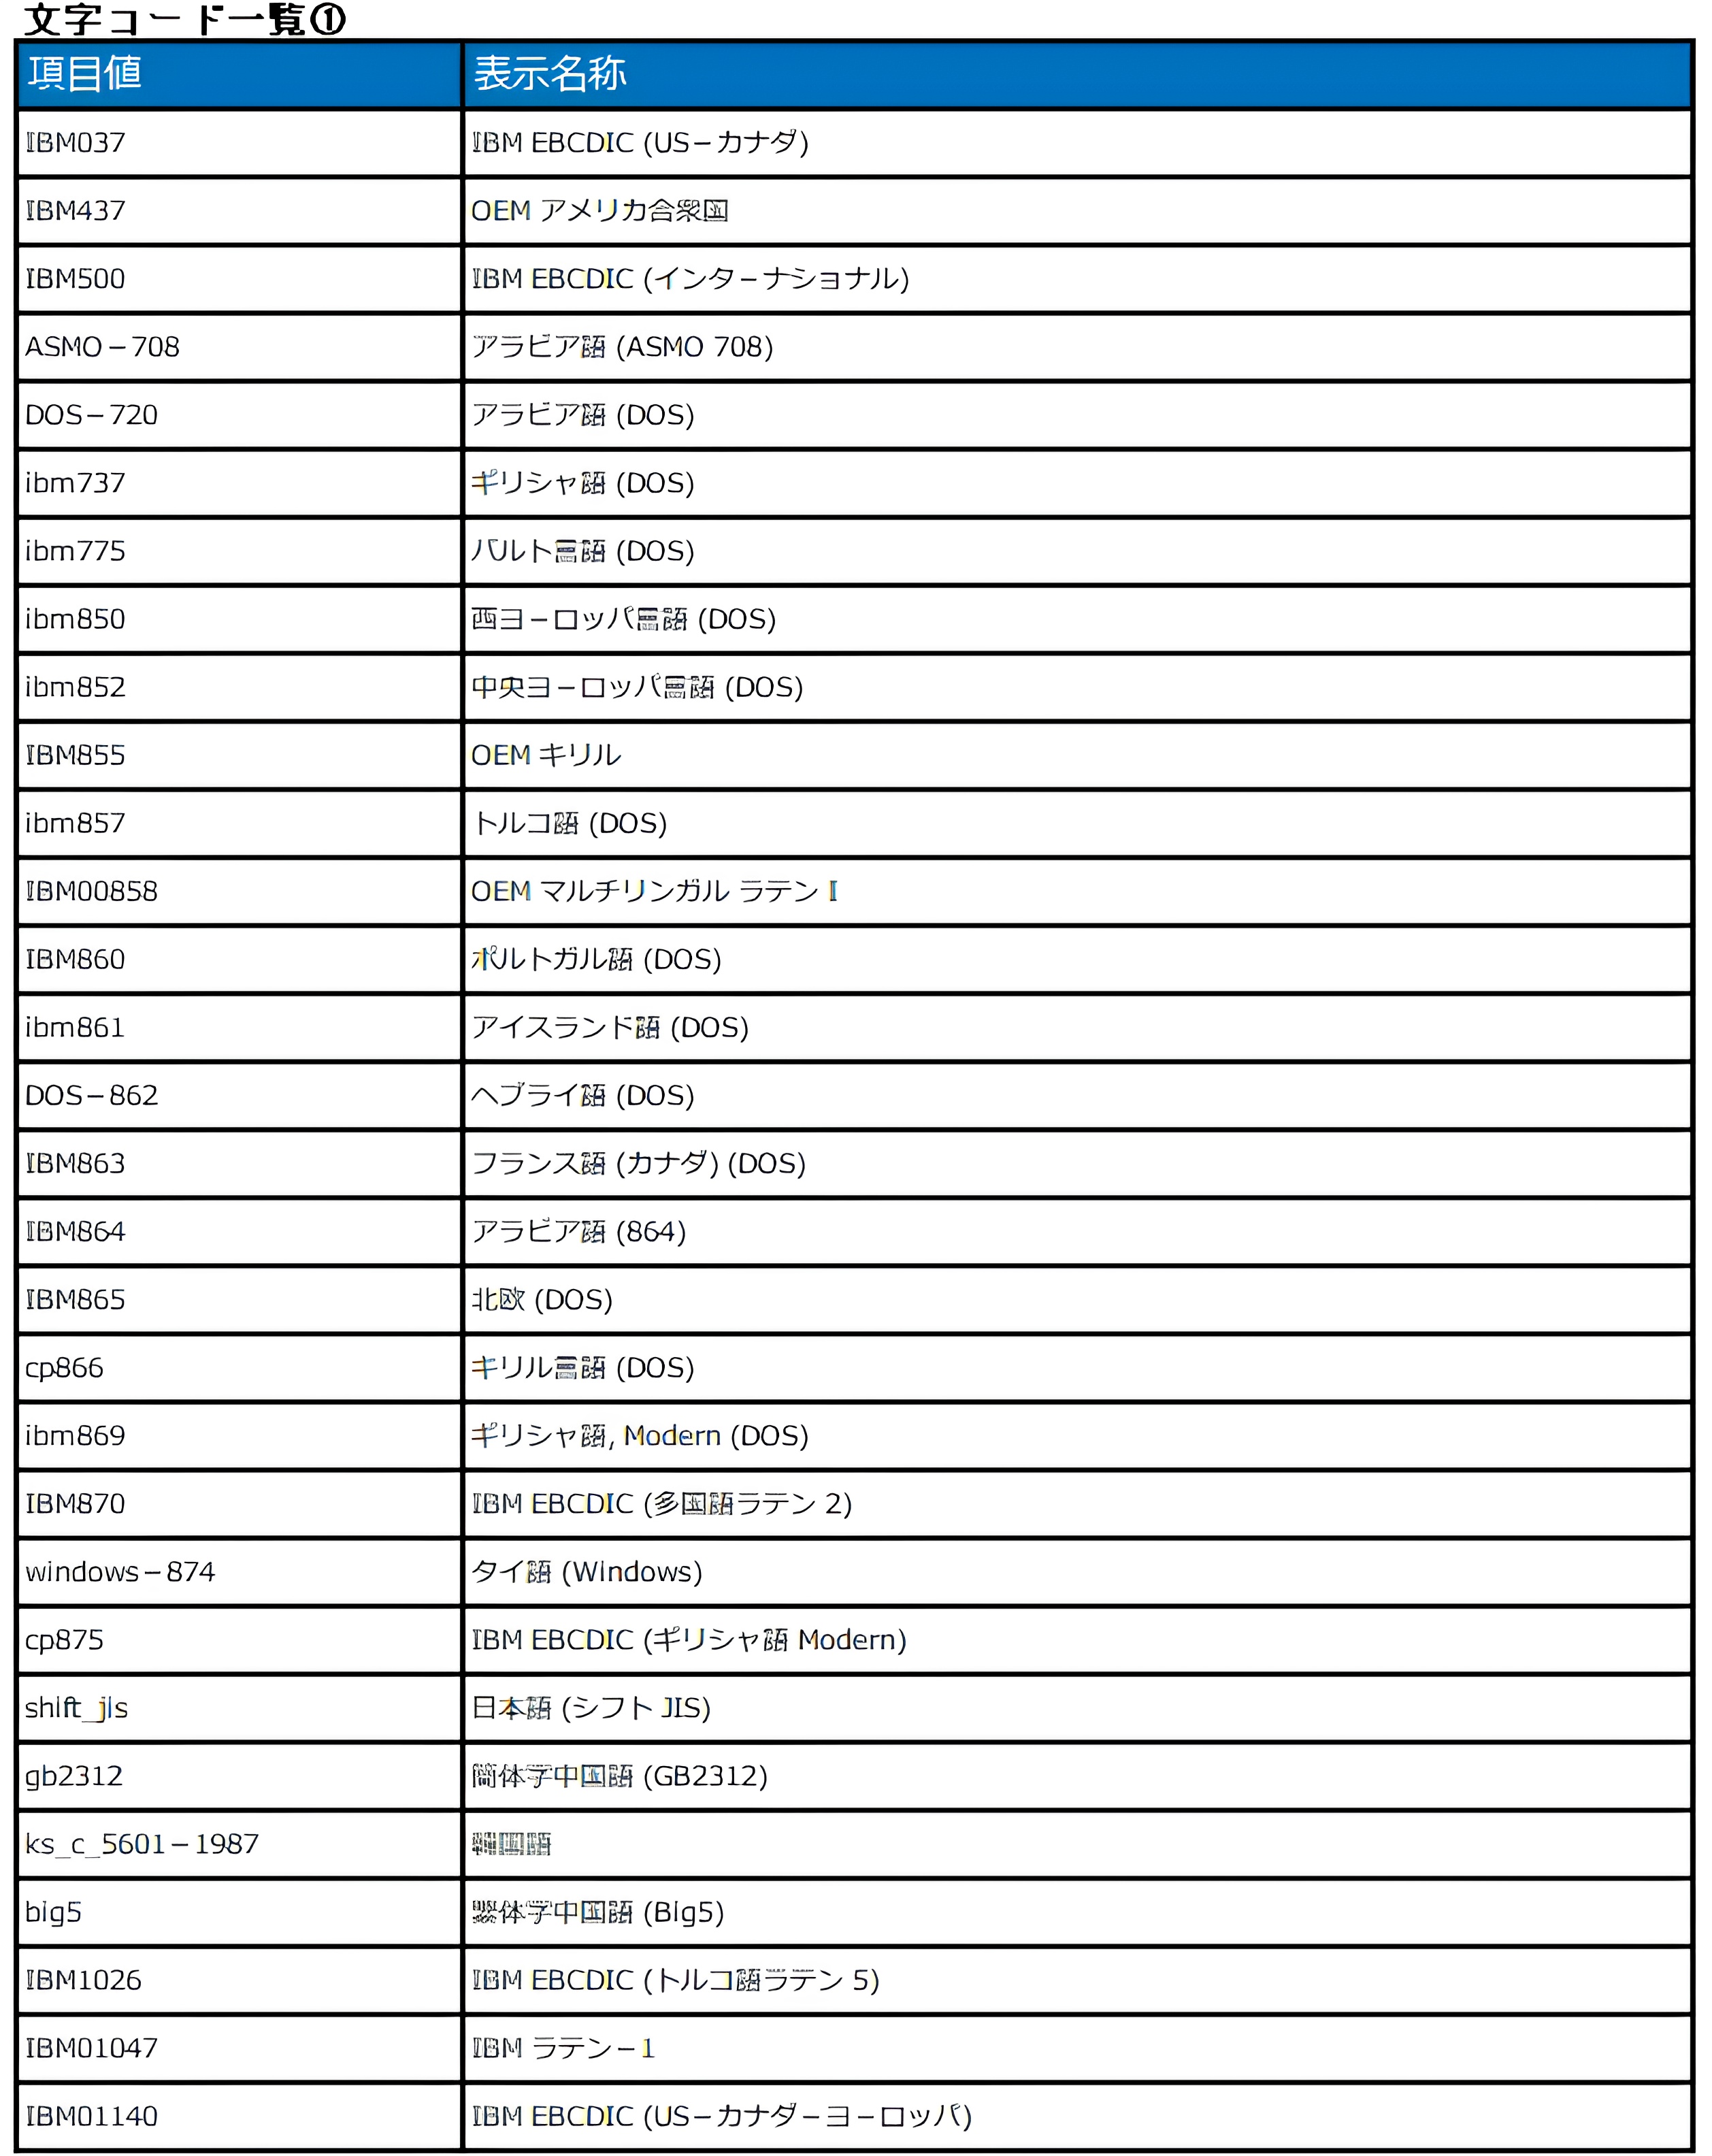 文字コード一覧①
項目値 表示名称
IBM037 IBM EBCDIC (US-カナダ)
IBM437 OEM アメリカ合衆国
IBM500 IBM EBCDIC (インターナショナル)
ASMO-708 アラビア語 (ASMO 708)
DOS-720 アラビア語 (DOS)
ibm737 ギリシャ語 (DOS)
ibm775 バルト言語 (DOS)
ibm850 西ヨーロッパ言語 (DOS)
ibm852 中央ヨーロッパ言語 (DOS)
IBM855 OEM キリル
ibm857 トルコ語 (DOS)
IBM00858 OEM マルチリンガル ラテン I
IBM860 ポルトガル語 (DOS)
ibm861 アイスランド語 (DOS)
DOS-862 ヘブライ語 (DOS)
IBM863 フランス語 (カナダ) (DOS)
IBM864 アラビア語 (864)
IBM865 北欧 (DOS)
cp866 キリル言語 (DOS)
ibm869 ギリシャ語, Modern (DOS)
IBM870 IBM EBCDIC (多国語ラテン 2)
windows-874 タイ語 (Windows)
cp875 IBM EBCDIC (ギリシャ語 Modern)
shift_jis 日本語 (シフト JIS)
gb2312 簡体字中国語 (GB2312)
ks_c_5601-1987 韓国語
big5 繁体字中国語 (Big5)
IBM1026 IBM EBCDIC (トルコ語ラテン 5)
IBM01047 IBM ラテン-1
IBM01140 IBM EBCDIC (US-カナダ-ヨーロッパ)